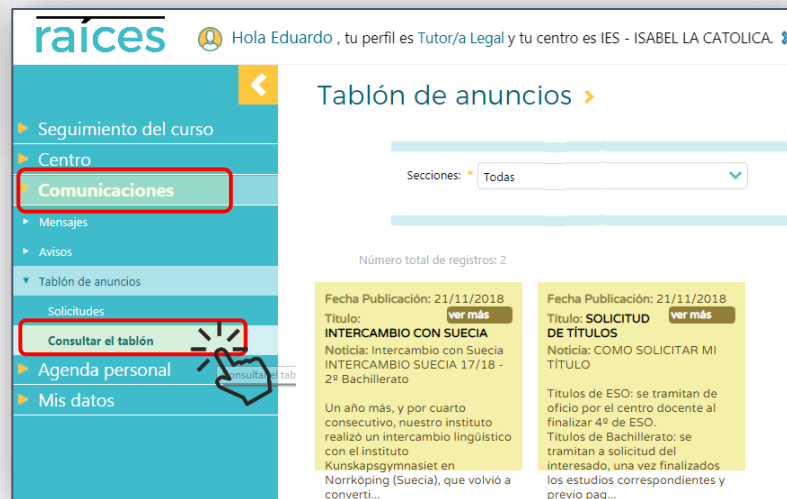 raíces
Hola Eduardo , tu perfil es Tutor/a Legal y tu centro es IES - ISABEL LA CATOLICA.
Seguimiento del curso
Centro
Comunicaciones
Mensajes
Avisos
Tablón de anuncios
Solicitudes
Consultar el tablón
Agenda personal
Mis datos
Tablón de anuncios
Secciones: * Todas
Número total de registros: 2
Fecha Publicación: 21/11/2018
Título: ver más
INTERCAMBIO CON SUECIA
Noticia: Intercambio con Suecia
INTERCAMBIO SUECIA 17/18 -
2º Bachillerato
Un año más, y por cuarto
consecutivo, nuestro instituto
realizó un intercambio lingüístico
con el instituto
Kunskapsgymnasiet en
Norrköping (Suecia), que volvió a
converti...
Fecha Publicación: 21/11/2018
Título: SOLICITUD ver más
DE TÍTULOS
Noticia: COMO SOLICITAR MI
TÍTULO
Títulos de ESO: se tramitan de
oficio por el centro docente al
finalizar 4º de ESO.
Títulos de Bachillerato: se
tramitan a solicitud del
interesado, una vez finalizados
los estudios correspondientes y
previo pag...